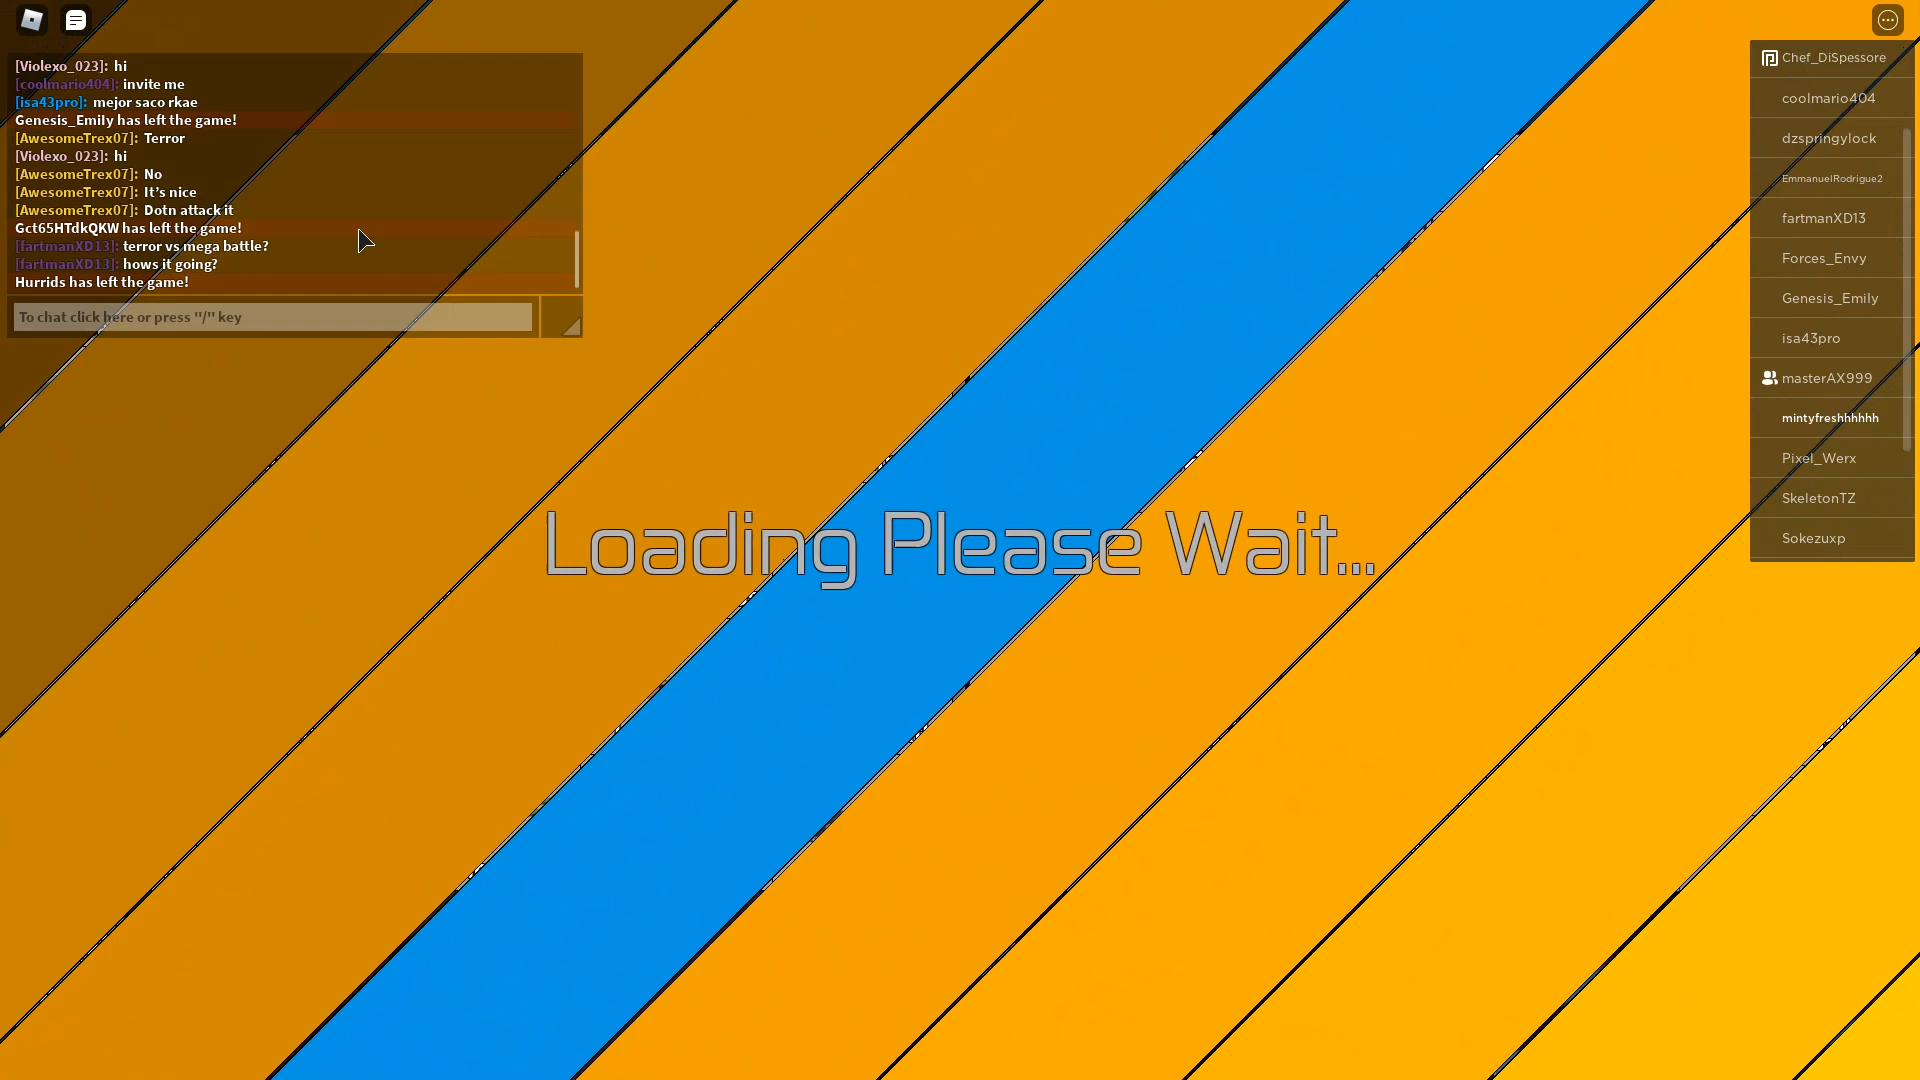 [Violexo_023]: hi
[coolmario404]: invite me
[isa43pro]: mejor saco rkae
Genesis_Emily has left the game!
[AwesomeTrex07]: Terror
[Violexo_023]: hi
[AwesomeTrex07]: No
[AwesomeTrex07]: It's nice
[AwesomeTrex07]: Dotn attack it
Gct65HTdkQKW has left the game!
[fartmanXD13]: terror vs mega battle?
[fartmanXD13]: hows it going?
Hurrids has left the game!
To chat click here or press "/" key
Loading Please Wait...
Chef_DiSpessore
coolmario404
dzspringylock
EmmanuelRodrigue2
fartmanXD13
Forces_Envy
Genesis_Emily
isa43pro
masterAX999
mintyfreshhhhhh
Pixel_Werx
SkeletonTZ
Sokezuxp